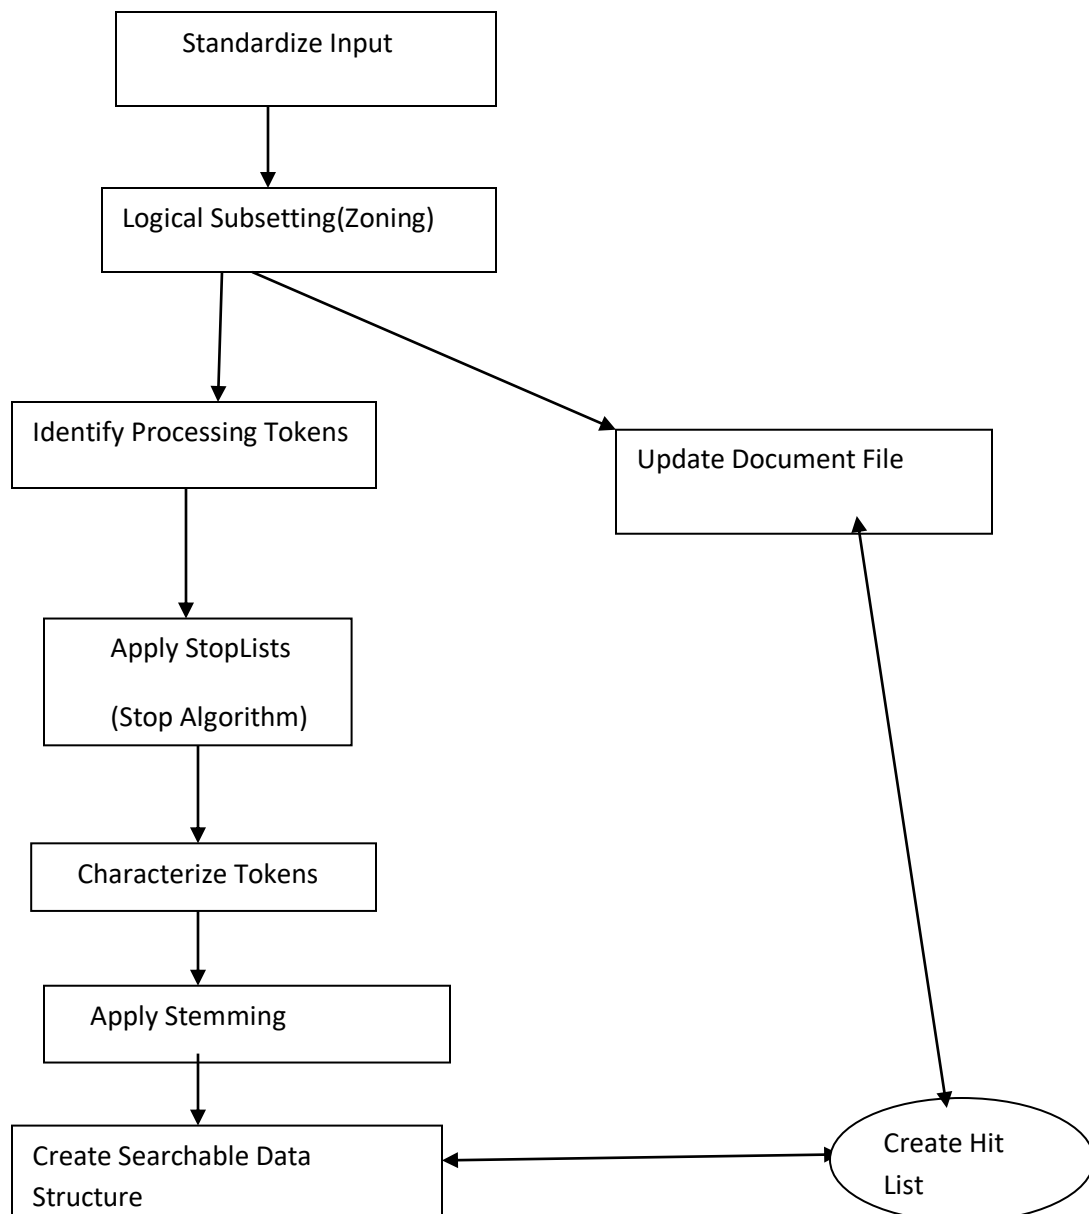 Standardize Input
Logical Subsetting(Zoning)
Identify Processing Tokens
Update Document File
Apply StopLists
(Stop Algorithm)
Characterize Tokens
Apply Stemming
Create Searchable Data
Structure
Create Hit
List